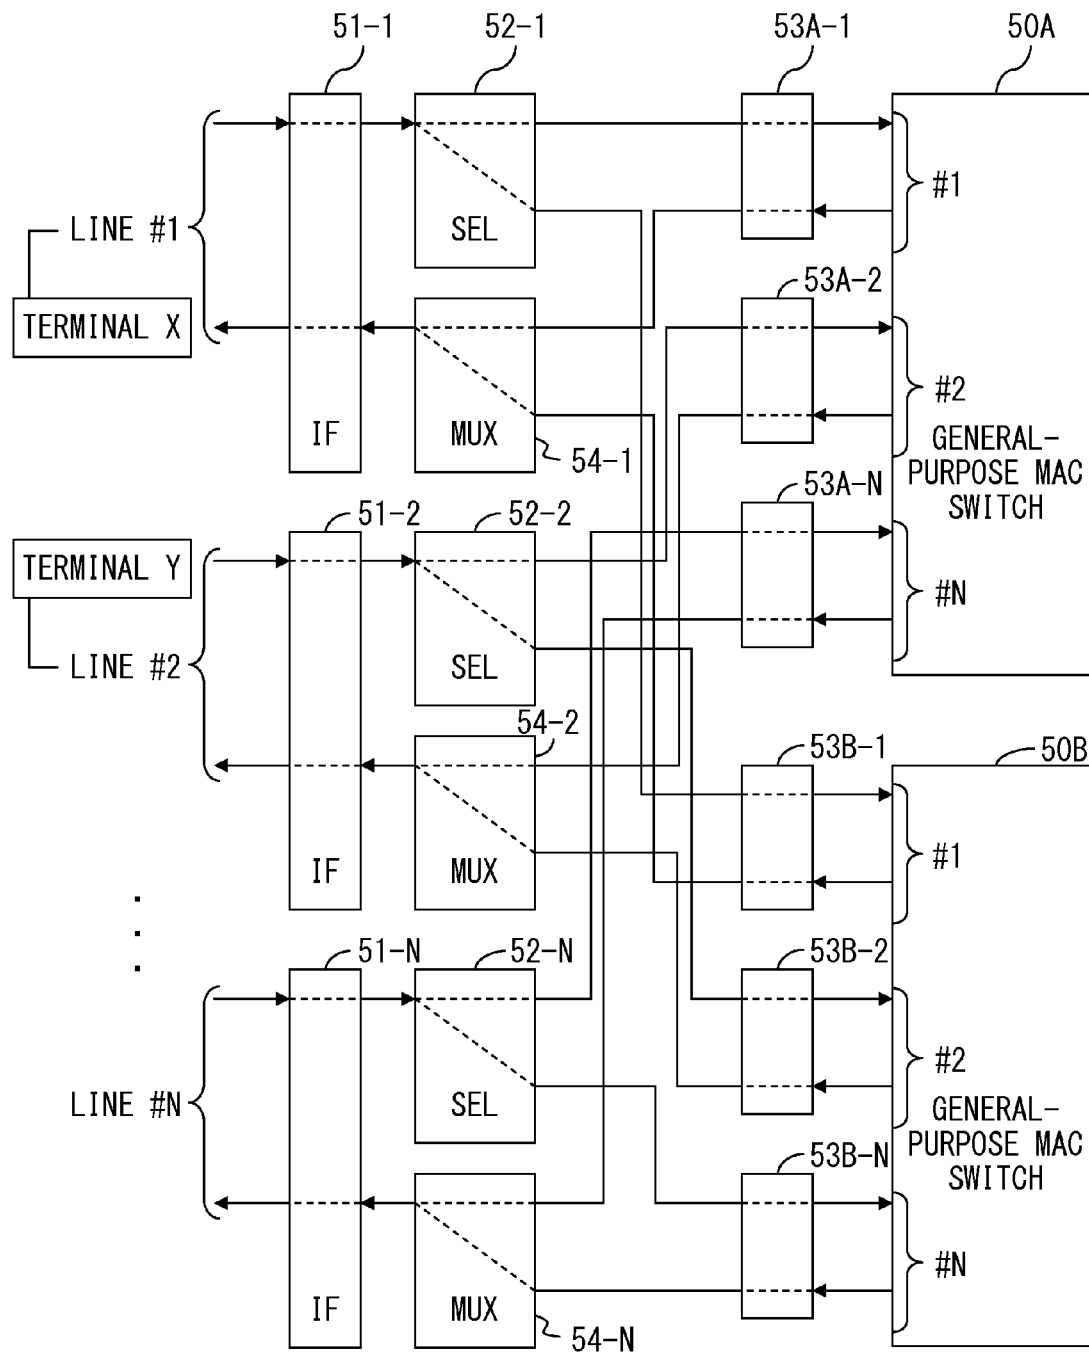 51-1
52-1
53A-1
50A
#1
LINE #1
SEL
53A-2
TERMINAL X
#2
IF
MUX
54-1
GENERAL-
PURPOSE MAC
SWITCH
53A-N
51-2
52-2
TERMINAL Y
#N
LINE #2
SEL
54-2
53B-1
50B
#1
IF
MUX
51-N
52-N
53B-2
#2
LINE #N
SEL
GENERAL-
PURPOSE MAC
SWITCH
53B-N
#N
IF
MUX
54-N